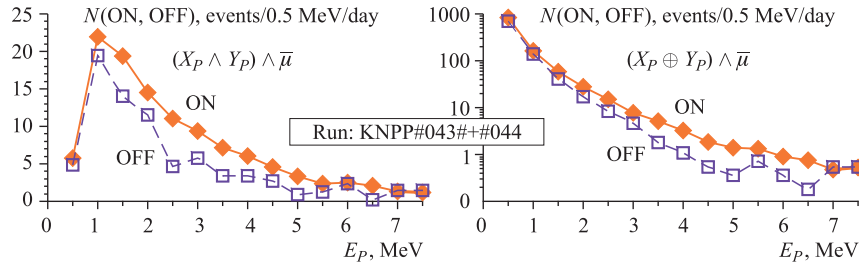 N(ON, OFF), events/0.5 MeV/day
25
20
15
10
5
0
(X_P ∧ Y_P) ∧ μ̅
ON
OFF
0 1 2 3 4 5 6 7
E_P, MeV
Run: KNPP#043#+#044
N(ON, OFF), events/0.5 MeV/day
1000
100
10
1
0
(X_P ⊕ Y_P) ∧ μ̅
ON
OFF
0 1 2 3 4 5 6 7
E_P, MeV